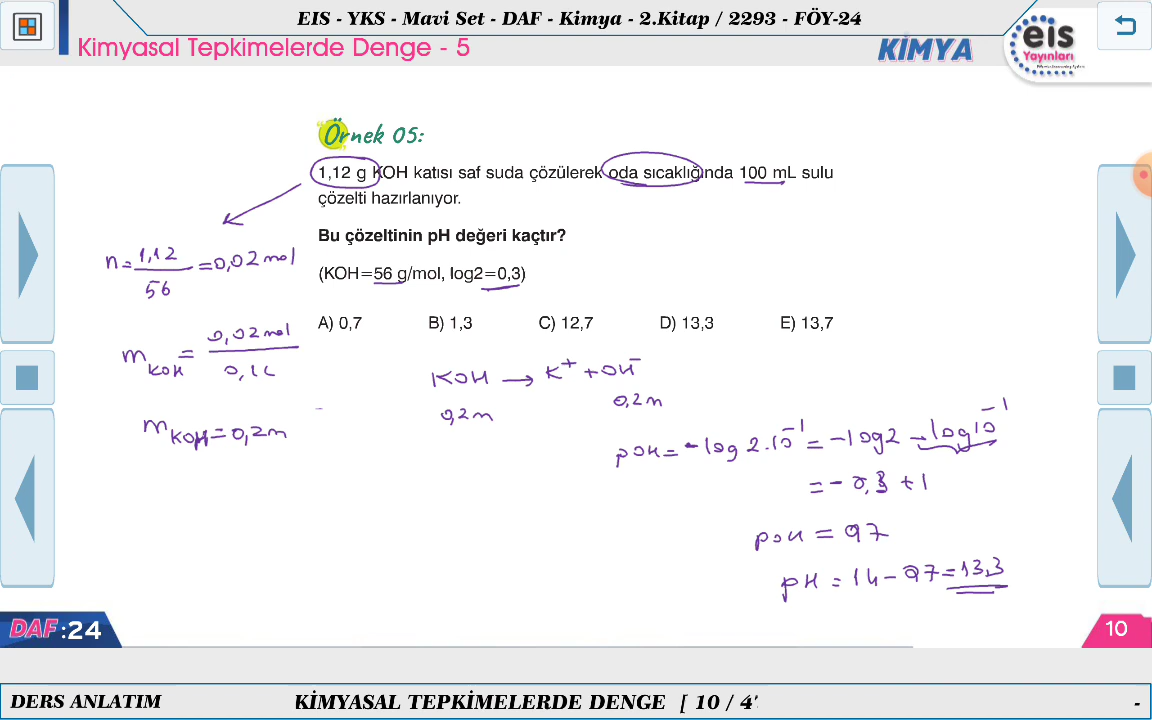 EIS - YKS - Mavi Set - DAF - Kimya - 2.Kitap / 2293 - FÖY-24
Kimyasal Tepkimelerde Denge - 5
KİMYA
eis
Yayınları
Örnek 05:
1,12 g KOH katısı saf suda çözülerek oda sıcaklığında 100 mL sulu
çözelti hazırlanıyor.
Bu çözeltinin pH değeri kaçtır?
(KOH=56 g/mol, log2=0,3)
A) 0,7 B) 1,3 C) 12,7 D) 13,3 E) 13,7
n = 1,12 / 56 = 0,02 mol
m KOH = 0,02 mol / 0,1L
m KOH = 0,2 m
KOH → K⁺ + OH⁻
0,2 m 0,2 m
pOH = -log 2.10⁻¹ = -log2 - log10⁻¹
= - 0,3 + 1
pOH = 0,7
pH = 14 - 0,7 = 13,3
DAF :24
10
DERS ANLATIM
KİMYASAL TEPKİMELERDE DENGE [ 10 / 4
-